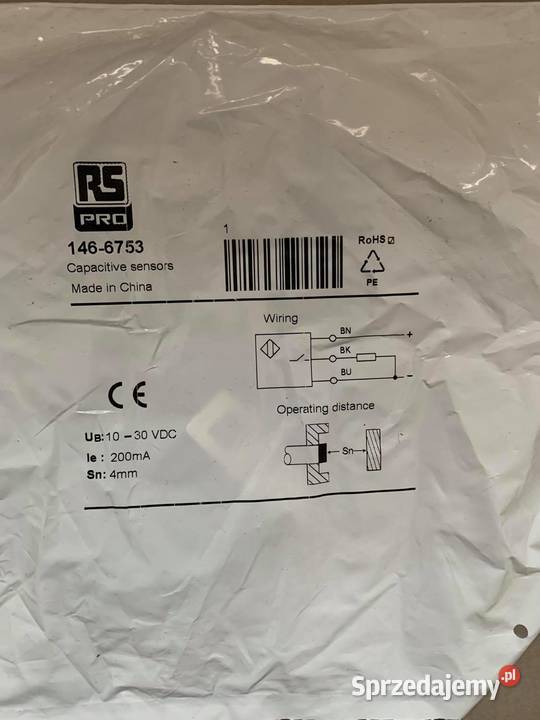 RS
PRO
146-6753
Capacitive sensors
Made in China
1
RoHS
PE
Wiring
BN
+
BK
BU
-
CE
Operating distance
UB: 10 - 30 VDC
Ie : 200mA
Sn: 4mm
Sn
Sprzedajemy.pl